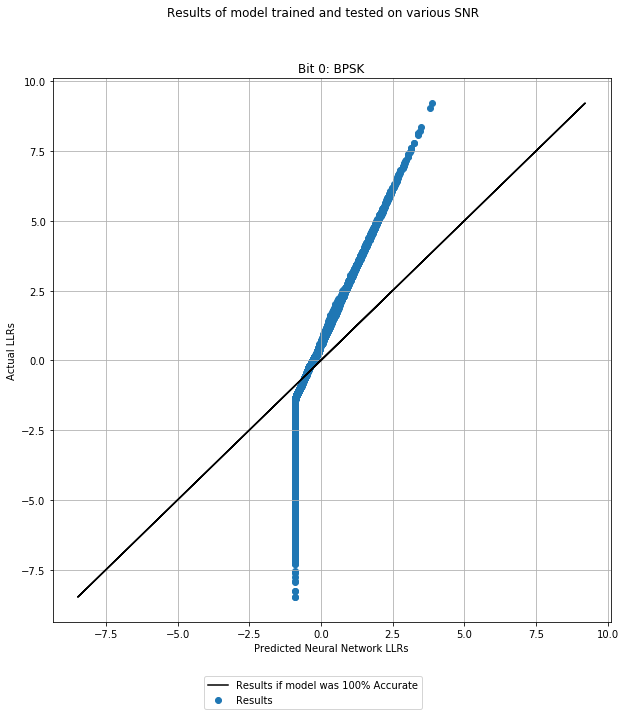 Results of model trained and tested on various SNR
Bit 0: BPSK
10.0
7.5
5.0
2.5
0.0
−2.5
−5.0
−7.5
Actual LLRs
−7.5 −5.0 −2.5 0.0 2.5 5.0 7.5 10.0
Predicted Neural Network LLRs
Results if model was 100% Accurate
Results